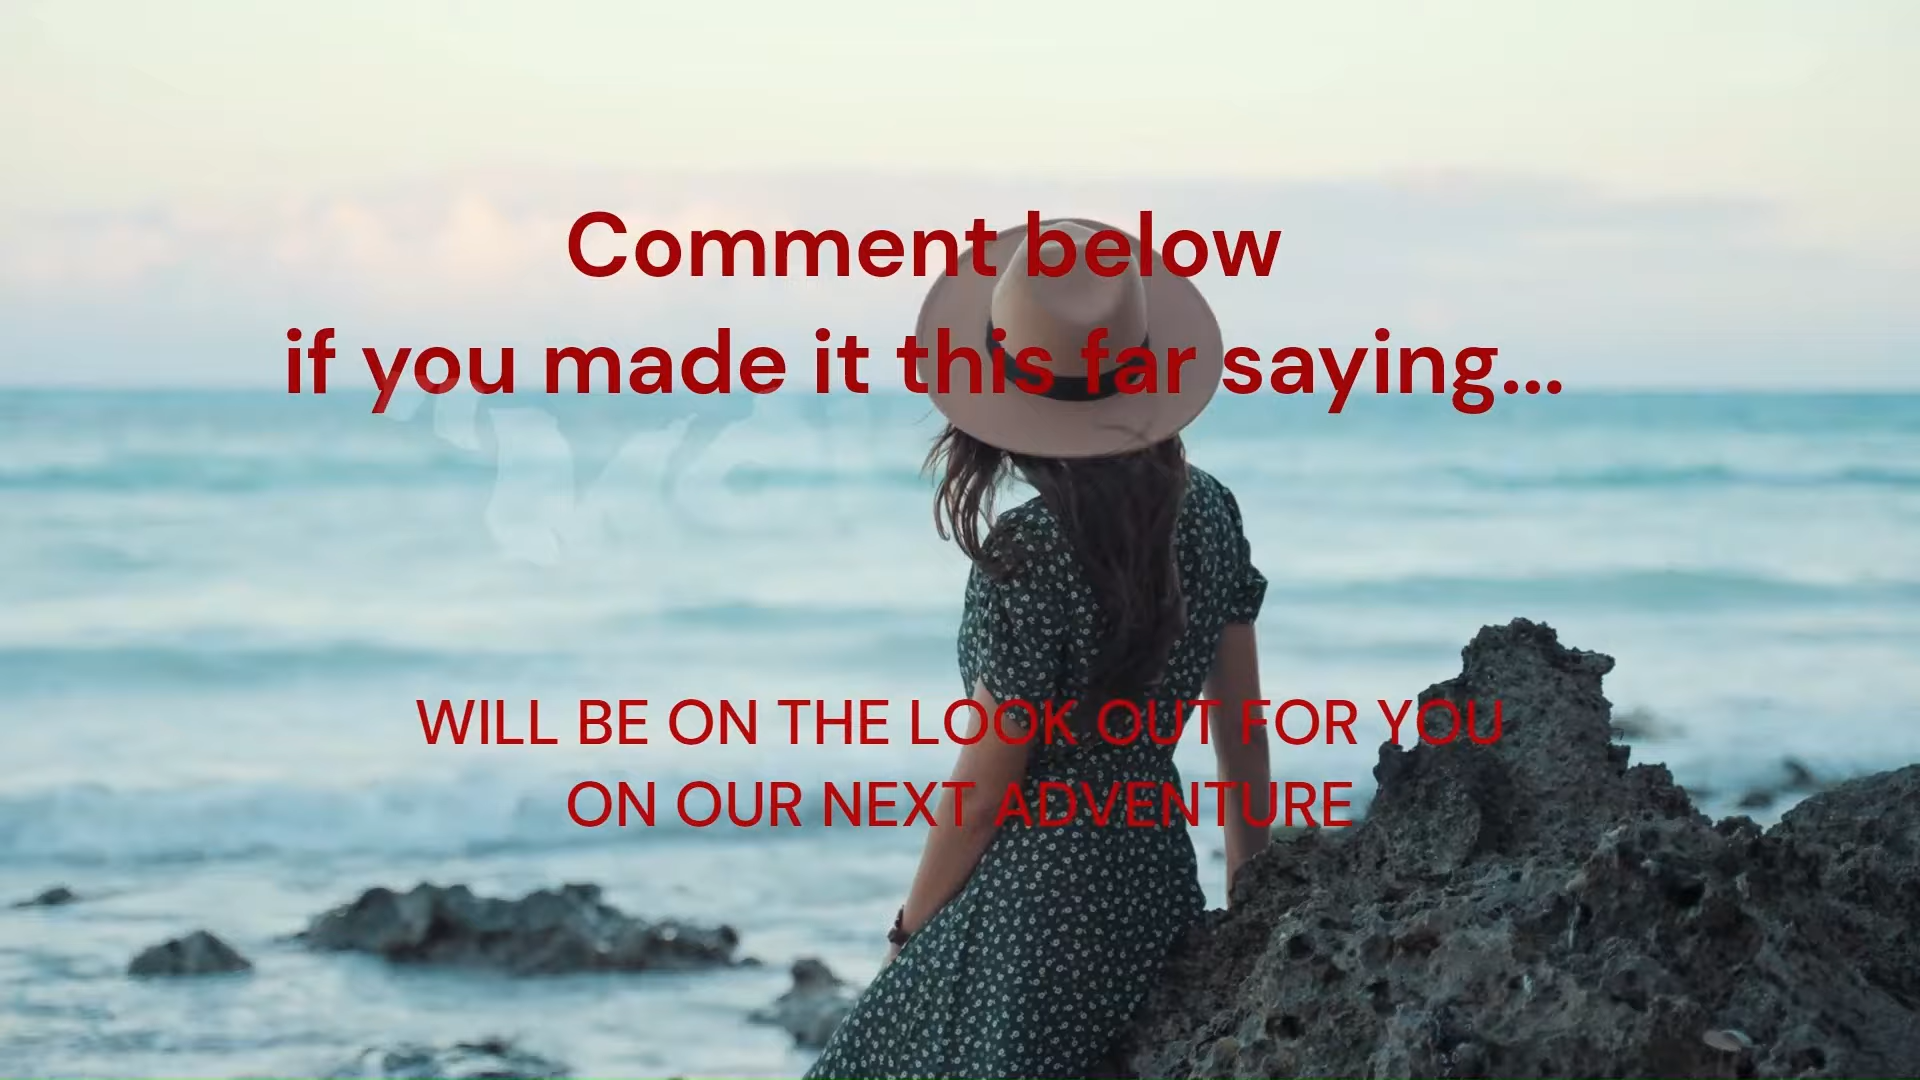 Comment below
if you made it this far saying...
WILL BE ON THE LOOK OUT FOR YOU
ON OUR NEXT ADVENTURE